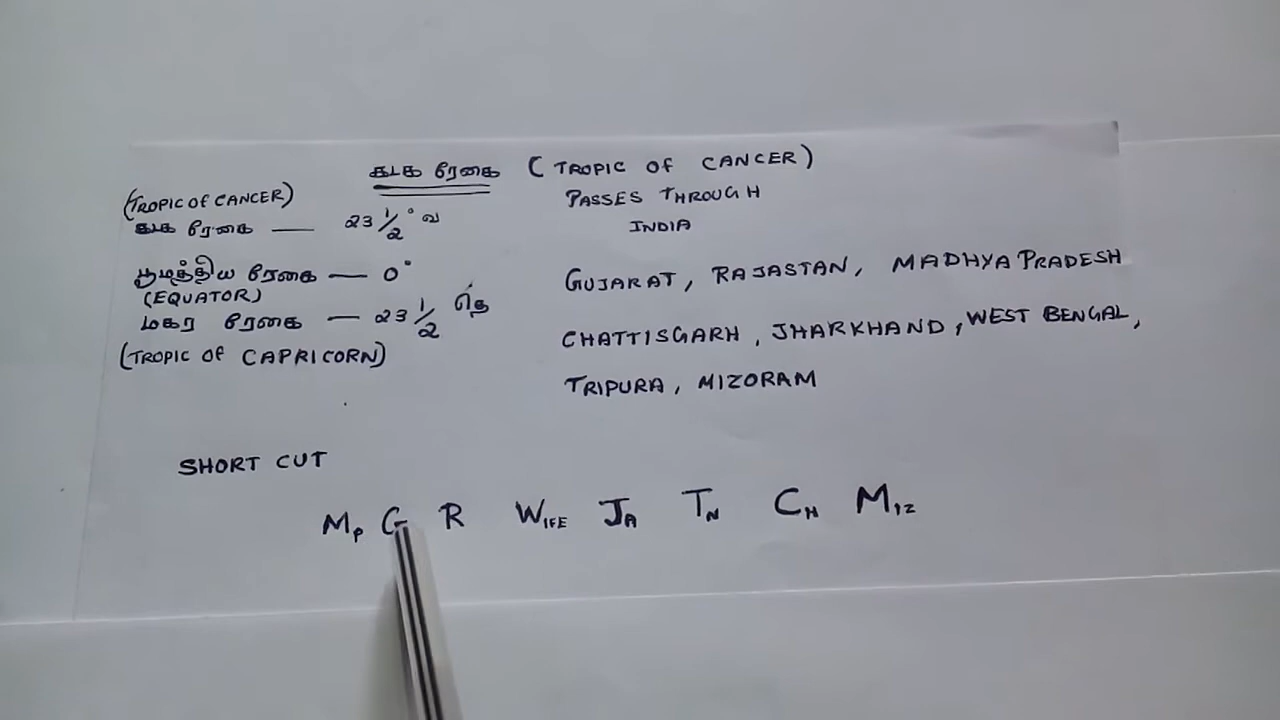 கடக ரேகை (TROPIC OF CANCER)
PASSES THROUGH
INDIA
(TROPIC OF CANCER)
கடக ரேகை — 23 1/2° வ
பூமத்திய ரேகை — 0°
(EQUATOR)
மகர ரேகை — 23 1/2 தெ
(TROPIC OF CAPRICORN)
GUJARAT, RAJASTAN, MADHYA PRADESH
CHATTISGARH, JHARKHAND, WEST BENGAL,
TRIPURA, MIZORAM
SHORT CUT
MP G R WIFE JA TN CH MIZ